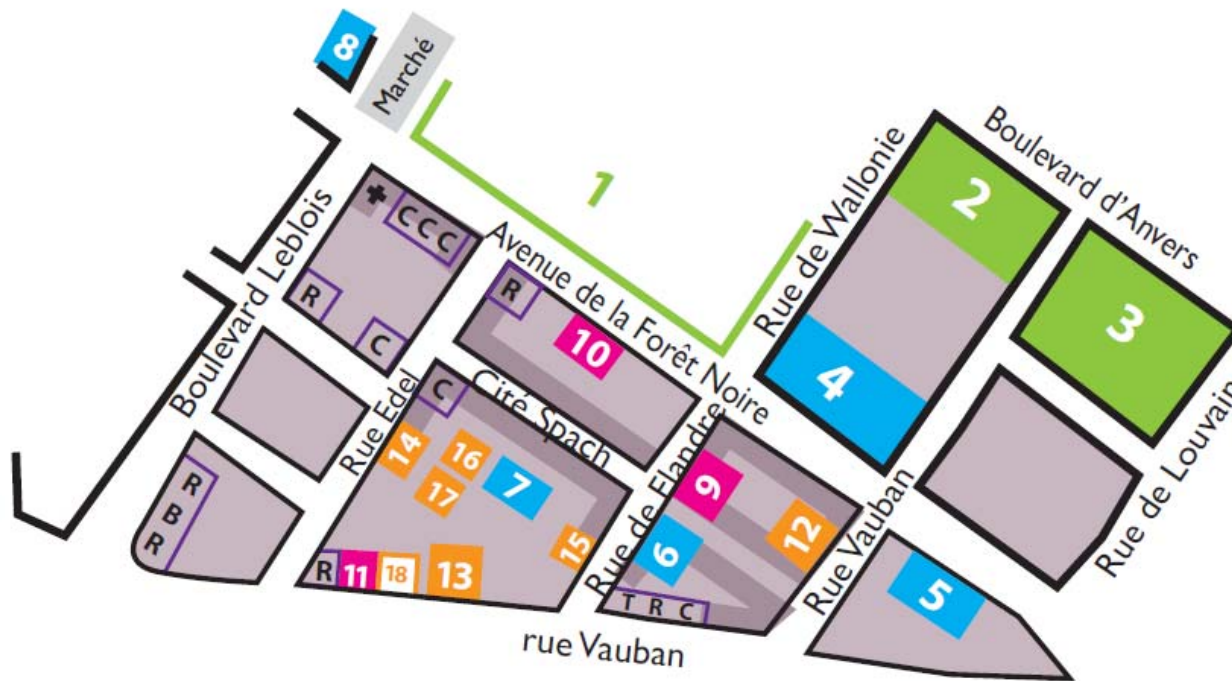 8
Marché
1
2
3
4
5
6
7
9
10
11
12
13
14
15
16
17
18
Boulevard d'Anvers
Rue de Wallonie
Boulevard Leblois
Avenue de la Forêt Noire
Cité Spach
Rue Edel
Rue de Flandre
Rue Vauban
Rue de Louvain
rue Vauban
C C C
R
C
R
C
R
B
R
R
T R C